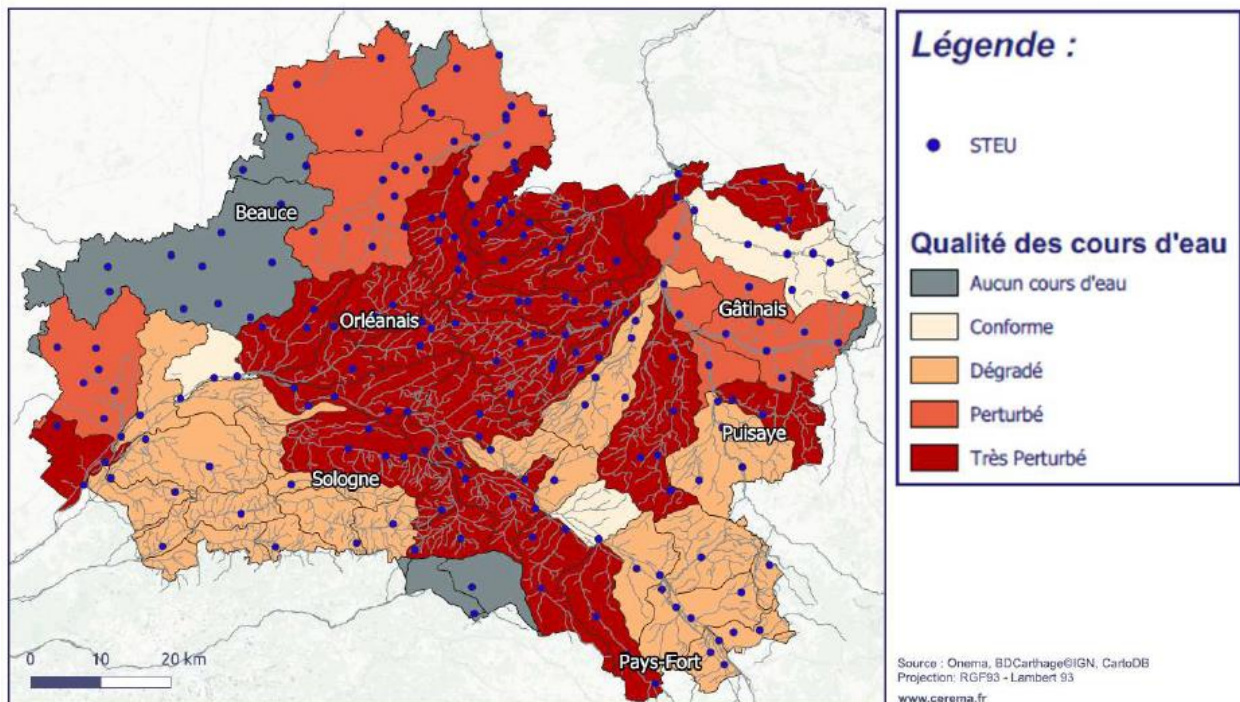 Légende :
STEU
Qualité des cours d'eau
Aucun cours d'eau
Conforme
Dégradé
Perturbé
Très Perturbé
Beauce
Orléanais
Gâtinais
Puisaye
Sologne
Pays-Fort
0 10 20 km
Source : Onema, BDCarthage©IGN, CartoDB
Projection: RGF93 - Lambert 93
www.cerema.fr